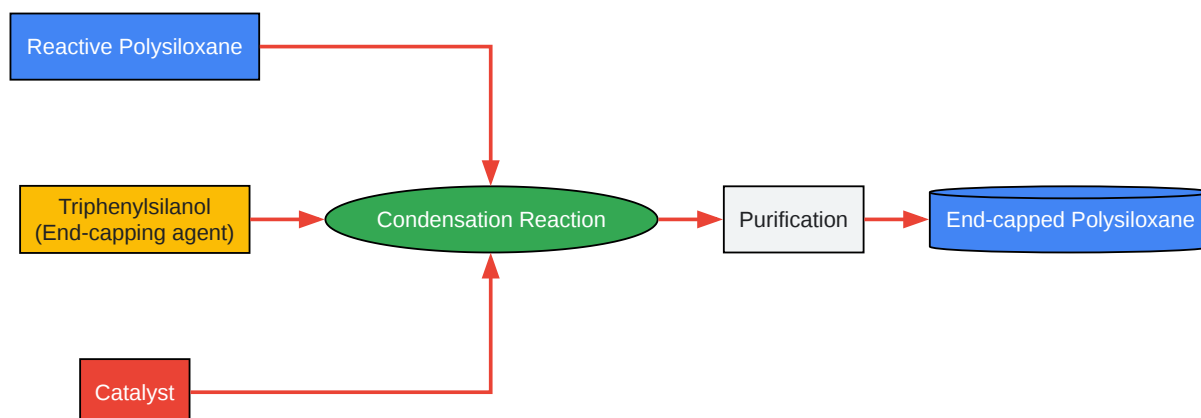 Reactive Polysiloxane
Triphenylsilanol
(End-capping agent)
Condensation Reaction
Purification
End-capped Polysiloxane
Catalyst